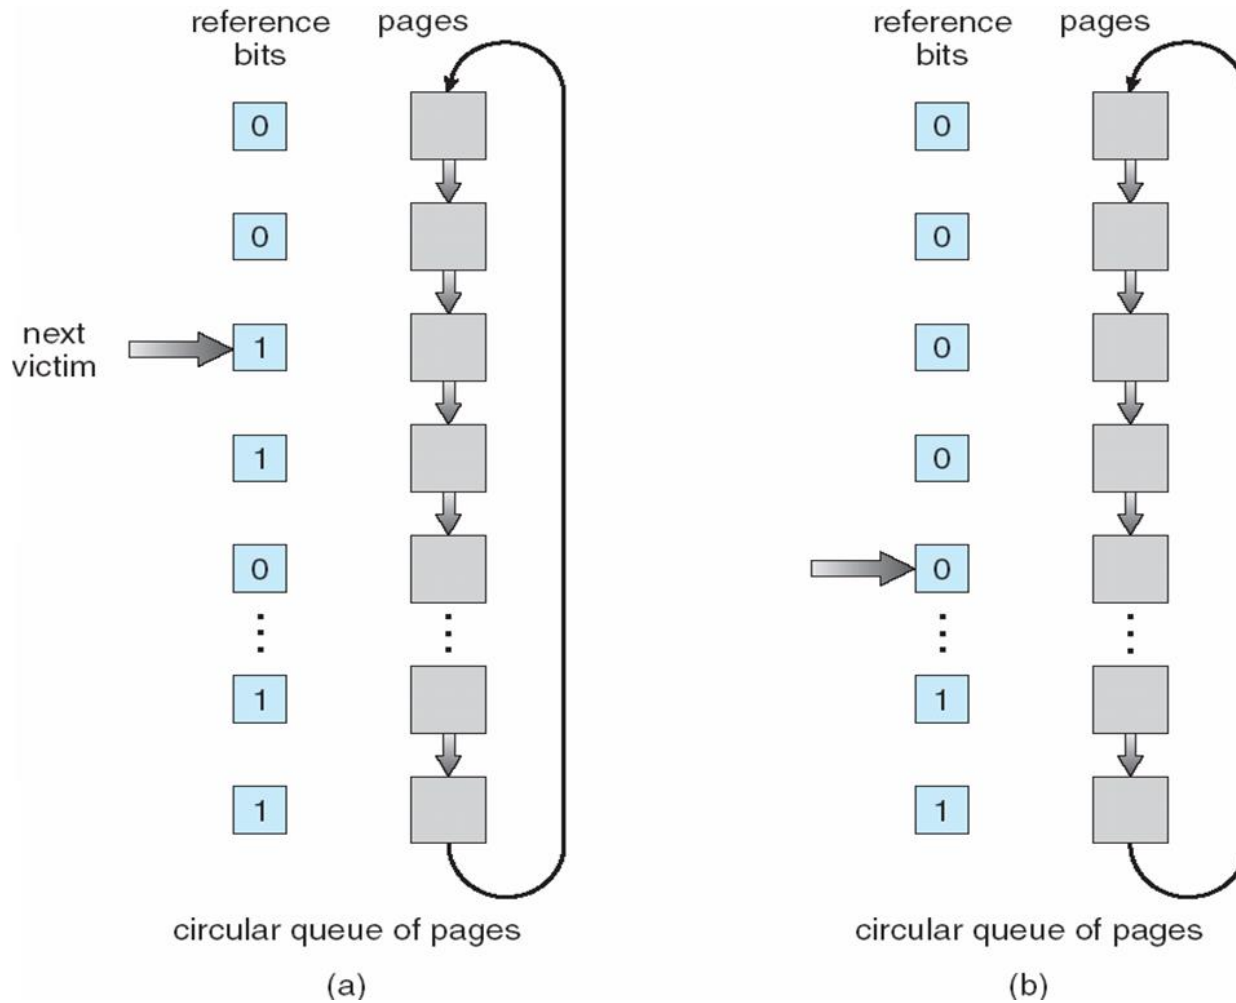 reference bits pages
0
0
next victim 1
1
0
1
1
circular queue of pages
(a)
reference bits pages
0
0
0
0
0
1
1
circular queue of pages
(b)